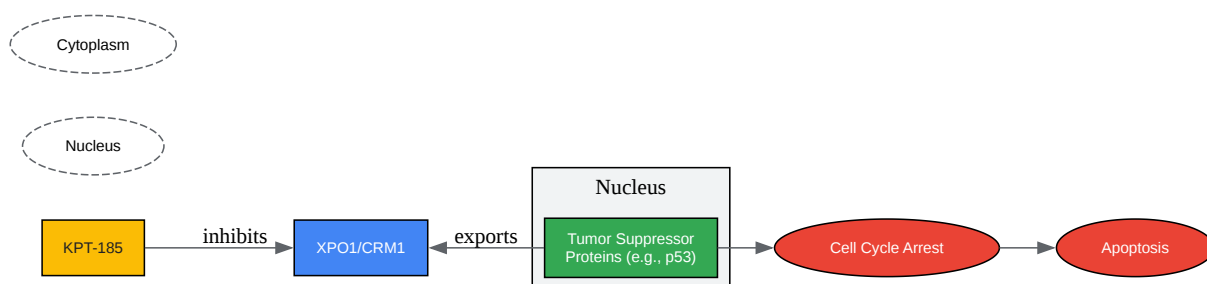 Cytoplasm
Nucleus
Nucleus
KPT-185
inhibits
XPO1/CRM1
exports
Tumor Suppressor
Proteins (e.g., p53)
Cell Cycle Arrest
Apoptosis